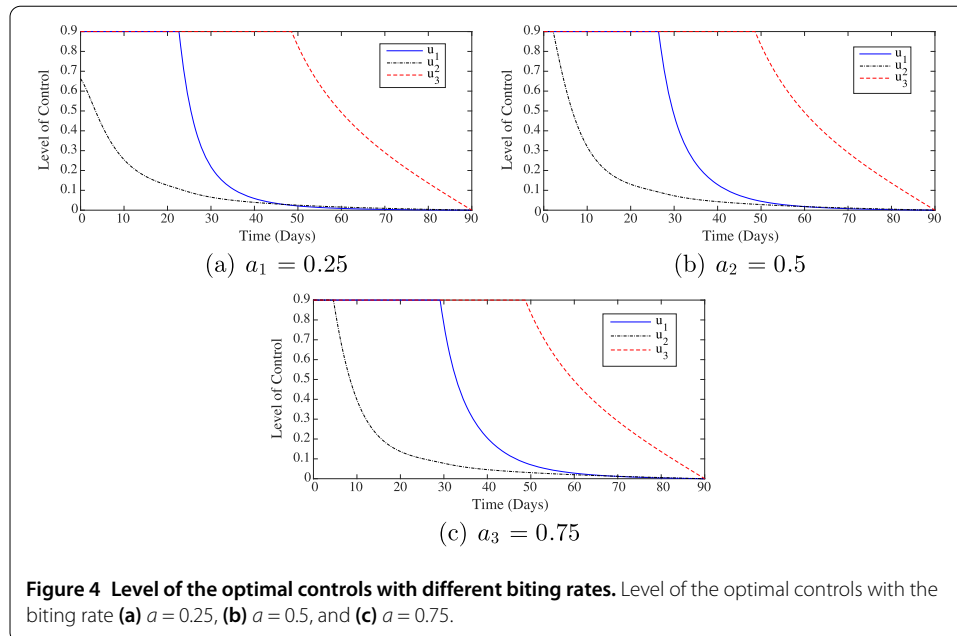 0.9
0.8
0.7
0.6
0.5
0.4
0.3
0.2
0.1
0
Level of Control
0 10 20 30 40 50 60 70 80 90
Time (Days)
u1
u2
u3
(a) a1 = 0.25
0.9
0.8
0.7
0.6
0.5
0.4
0.3
0.2
0.1
0
Level of Control
0 10 20 30 40 50 60 70 80 90
Time (Days)
u1
u2
u3
(b) a2 = 0.5
0.9
0.8
0.7
0.6
0.5
0.4
0.3
0.2
0.1
0
Level of Control
0 10 20 30 40 50 60 70 80 90
Time (Days)
u1
u2
u3
(c) a3 = 0.75
Figure 4 Level of the optimal controls with different biting rates. Level of the optimal controls with the
biting rate (a) a = 0.25, (b) a = 0.5, and (c) a = 0.75.